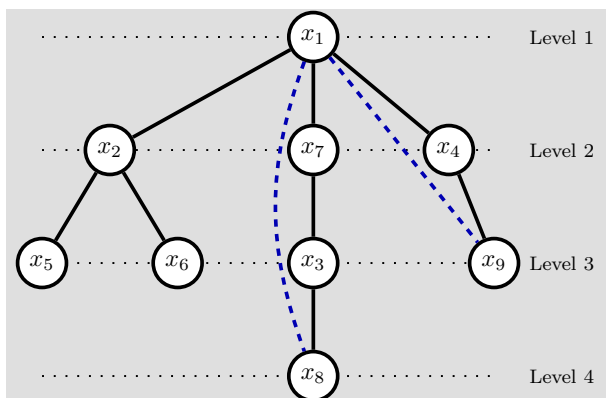 x₁ Level 1
x₂ x₇ x₄ Level 2
x₅ x₆ x₃ x₉ Level 3
x₈ Level 4